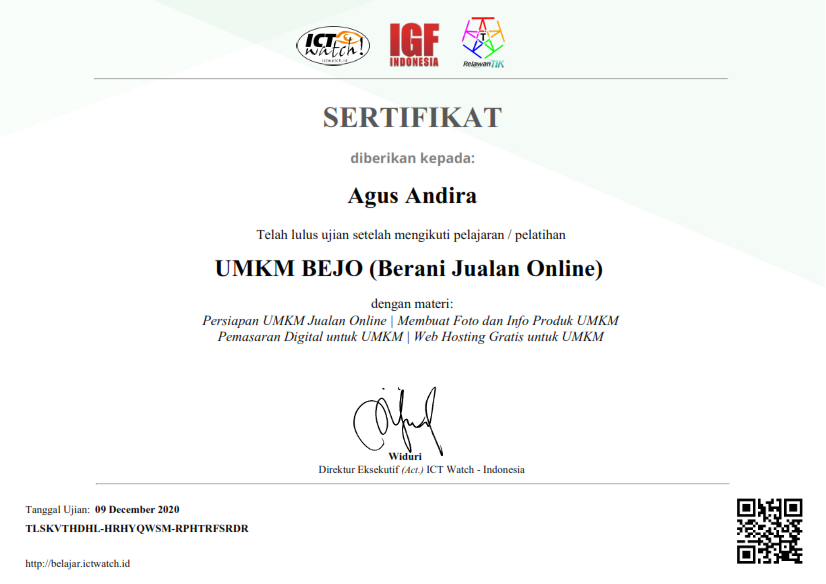 ICT watch!
ictwatch.id
IGF
INDONESIA
T
RelawanTIK
SERTIFIKAT
diberikan kepada:
Agus Andira
Telah lulus ujian setelah mengikuti pelajaran / pelatihan
UMKM BEJO (Berani Jualan Online)
dengan materi:
Persiapan UMKM Jualan Online | Membuat Foto dan Info Produk UMKM
Pemasaran Digital untuk UMKM | Web Hosting Gratis untuk UMKM
Widuri
Direktur Eksekutif (Act.) ICT Watch - Indonesia
Tanggal Ujian: 09 December 2020
TLSKVTHDHL-HRHYQWSM-RPHTRFSRDR
http://belajar.ictwatch.id